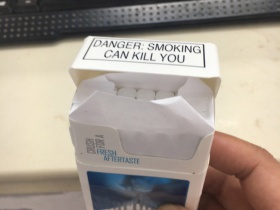 DANGER: SMOKING
CAN KILL YOU
FRESH
AFTERTASTE